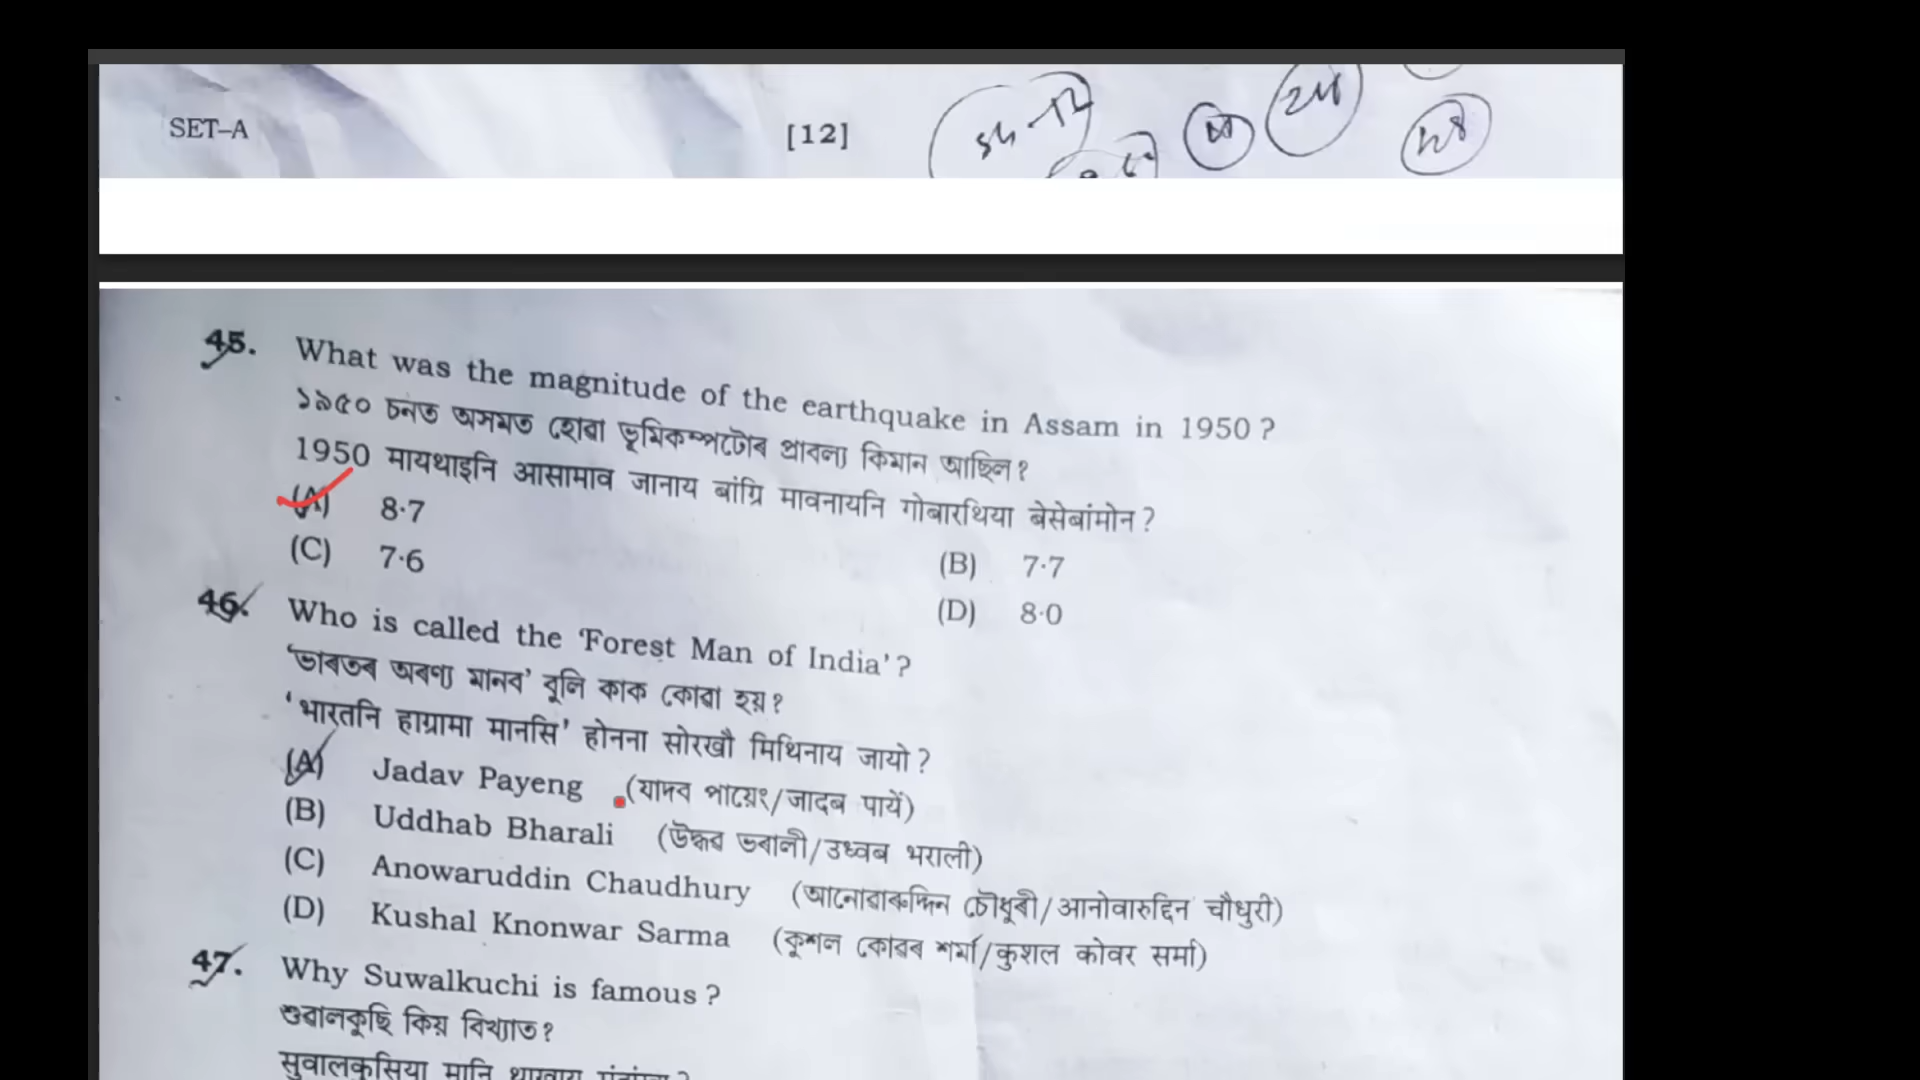 SET–A
[12]
45. What was the magnitude of the earthquake in Assam in 1950 ?
১৯৫০ চনত অসমত হোৱা ভূমিকম্পটোৰ প্ৰাবল্য কিমান আছিল ?
1950 मायथाइनि आसामाव जानाय बांग्रि मावनायनि गोबारथिया बेसेबांमोन ?
(A) 8·7
(B) 7·7
(C) 7·6
(D) 8·0
46. Who is called the ‘Forest Man of India’ ?
‘ভাৰতৰ অৰণ্য মানৱ’ বুলি কাক কোৱা হয় ?
‘भारतनि हाग्रामा मानसि’ होनना सोरखौ मिथिनाय जायो ?
(A) Jadav Payeng (যাদৱ পায়েং/जादब पायें)
(B) Uddhab Bharali (উদ্ধৱ ভৰালী/उध्वब भराली)
(C) Anowaruddin Chaudhury (আনোৱাৰুদ্দিন চৌধুৰী/आनोवारुद्दिन चौधुरी)
(D) Kushal Knonwar Sarma (কুশল কোৱৰ শৰ্মা/कुशल कोवर सर्मा)
47. Why Suwalkuchi is famous ?
শুৱালকুছি কিয় বিখ্যাত ?